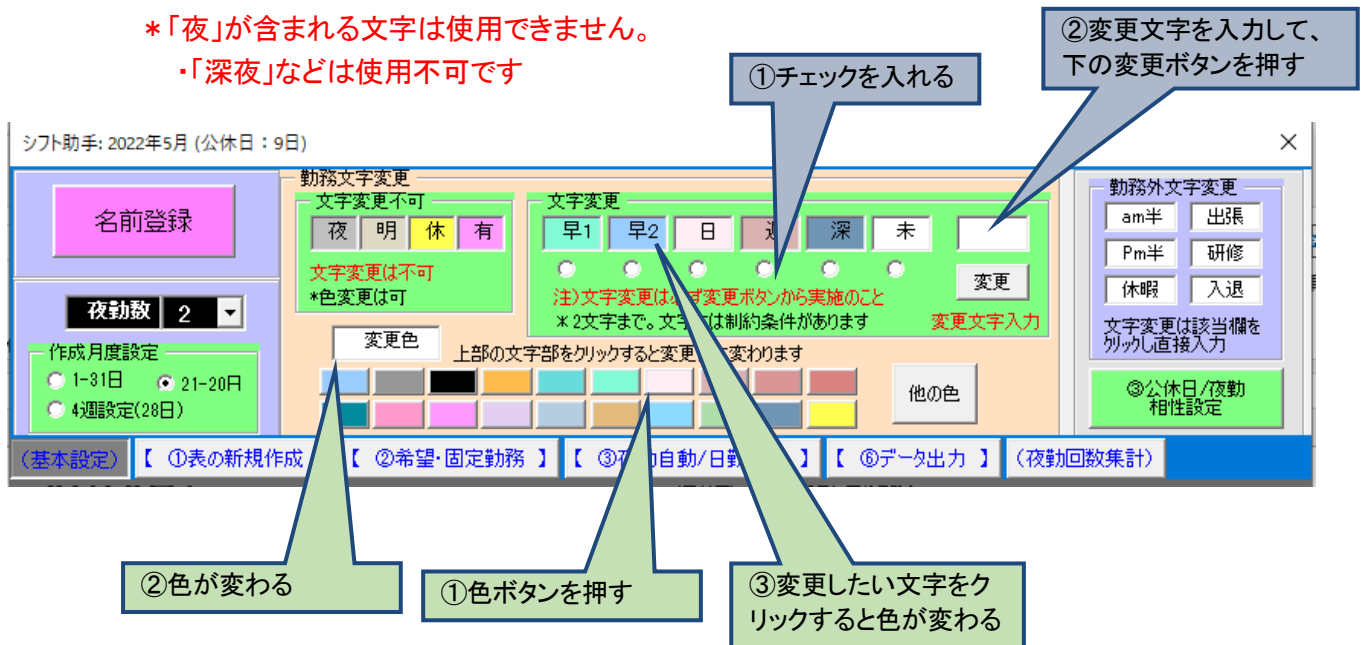 *「夜」が含まれる文字は使用できません。
・「深夜」などは使用不可です
①チェックを入れる
②変更文字を入力して、
下の変更ボタンを押す
シフト助手: 2022年5月 (公休日：9日)
名前登録
夜勤数 2
作成月度設定
1-31日 21-20日
4週設定(28日)
勤務文字変更
文字変更不可
夜 明 休 有
文字変更は不可
*色変更は可
文字変更
早1 早2 日 深 未
変更
注)文字変更は必ず変更ボタンから実施のこと
*2文字まで。文字 は制約条件があります
変更文字入力
変更色
上部の文字部をクリックすると変更 変わります
他の色
勤務外文字変更
am半 出張
Pm半 研修
休暇 入退
文字変更は該当欄を
クリックし直接入力
③公休日/夜勤
相性設定
(基本設定) 【 ①表の新規作成 【 ②希望・固定勤務 】 【 ③夜 自動/日勤 】 【 ⑥データ出力 】 (夜勤回数集計)
②色が変わる
①色ボタンを押す
③変更したい文字をク
リックすると色が変わる